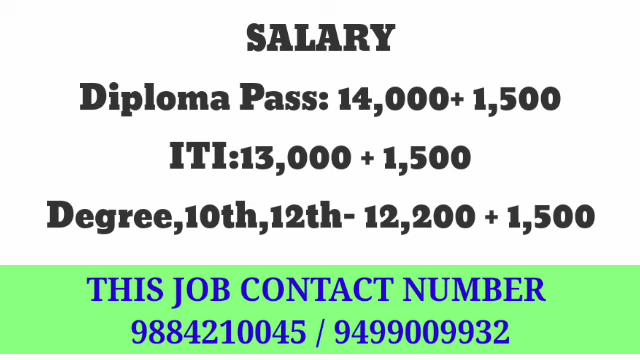 SALARY
Diploma Pass: 14,000+ 1,500
ITI:13,000 + 1,500
Degree,10th,12th- 12,200 + 1,500
THIS JOB CONTACT NUMBER
9884210045 / 9499009932